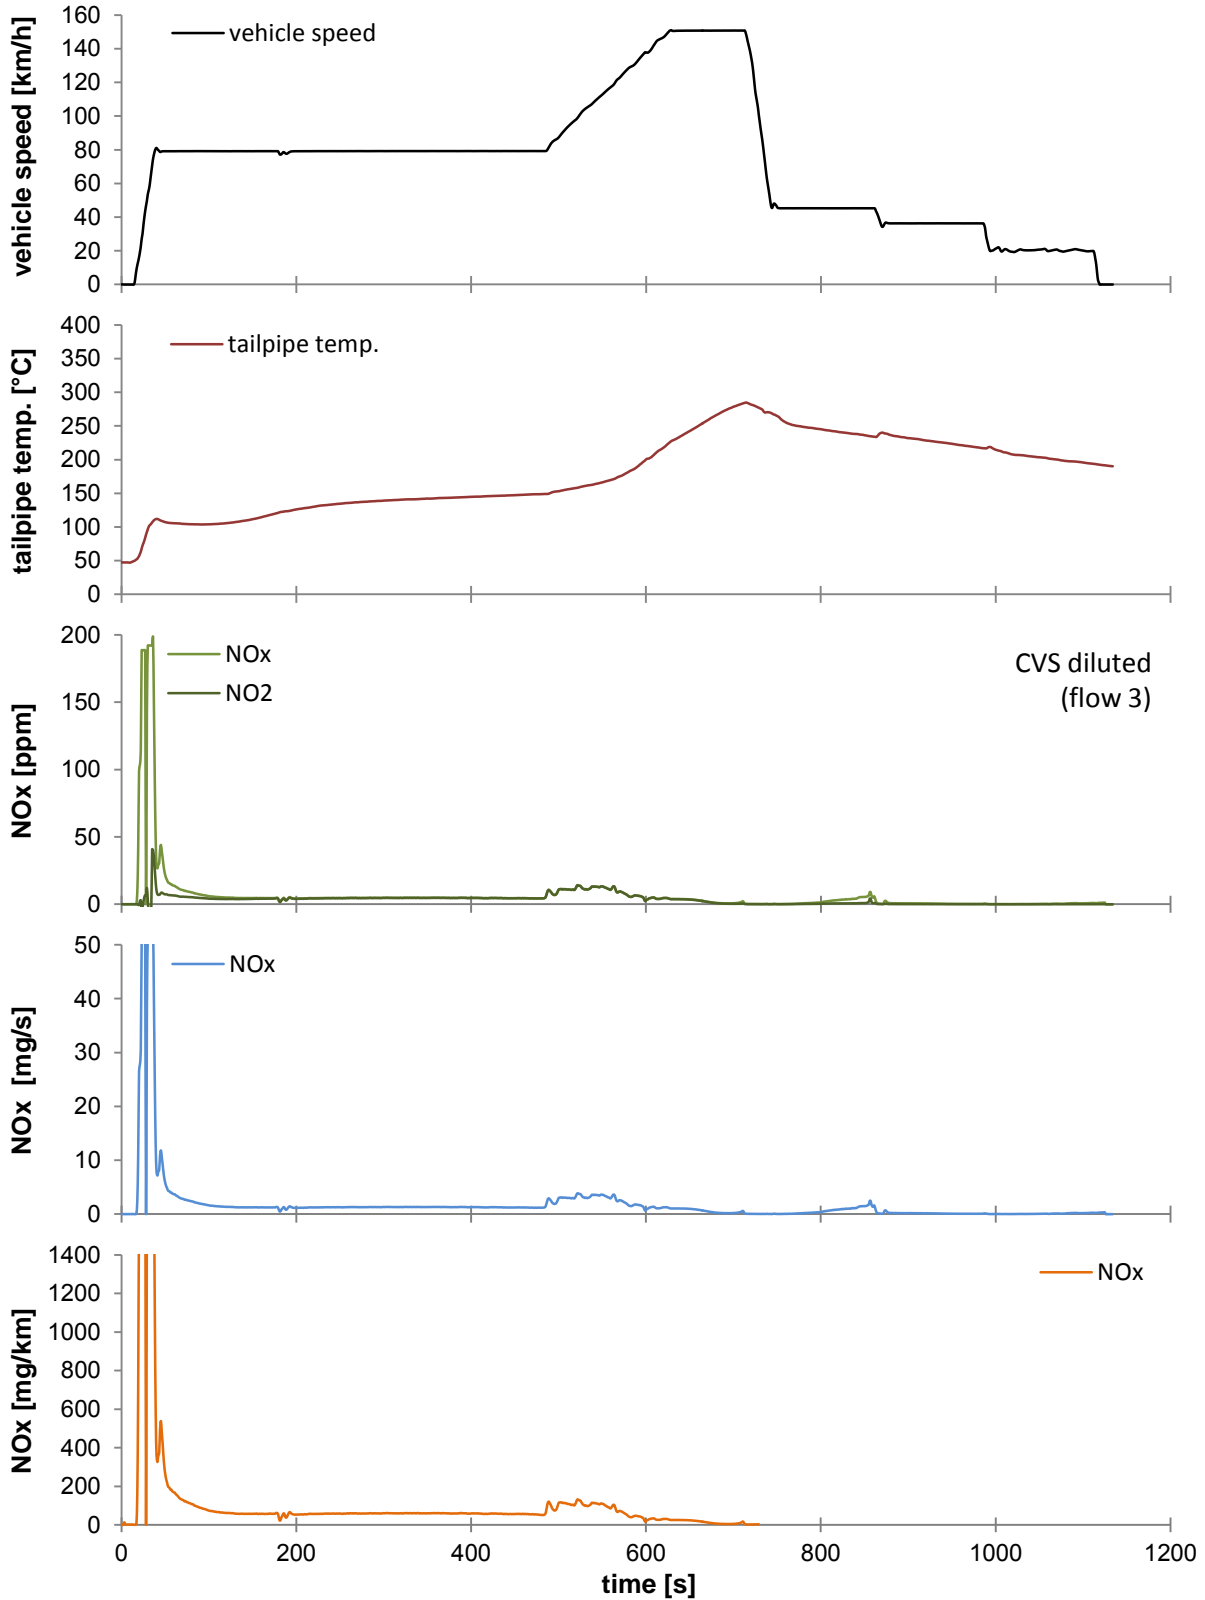 vehicle speed [km/h]
160
140
120
100
80
60
40
20
0
vehicle speed
tailpipe temp. [°C]
400
350
300
250
200
150
100
50
0
tailpipe temp.
NOx [ppm]
200
150
100
50
0
NOx
NO2
CVS diluted
(flow 3)
NOx [mg/s]
50
40
30
20
10
0
NOx
NOx [mg/km]
1400
1200
1000
800
600
400
200
0
NOx
0 200 400 600 800 1000 1200
time [s]